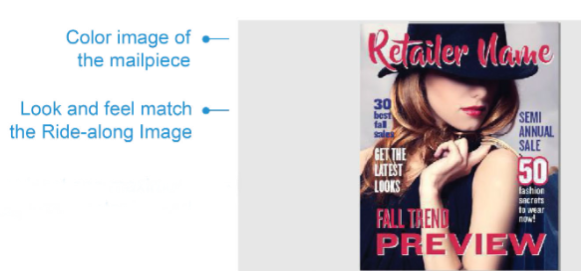 Color image of
the mailpiece
Look and feel match
the Ride-along Image
Retailer Name
30
best
fall
sales
GET THE
LATEST
LOOKS
SEMI
ANNUAL
SALE
50
fashion
secrets
to wear
now!
FALL TREND
PREVIEW